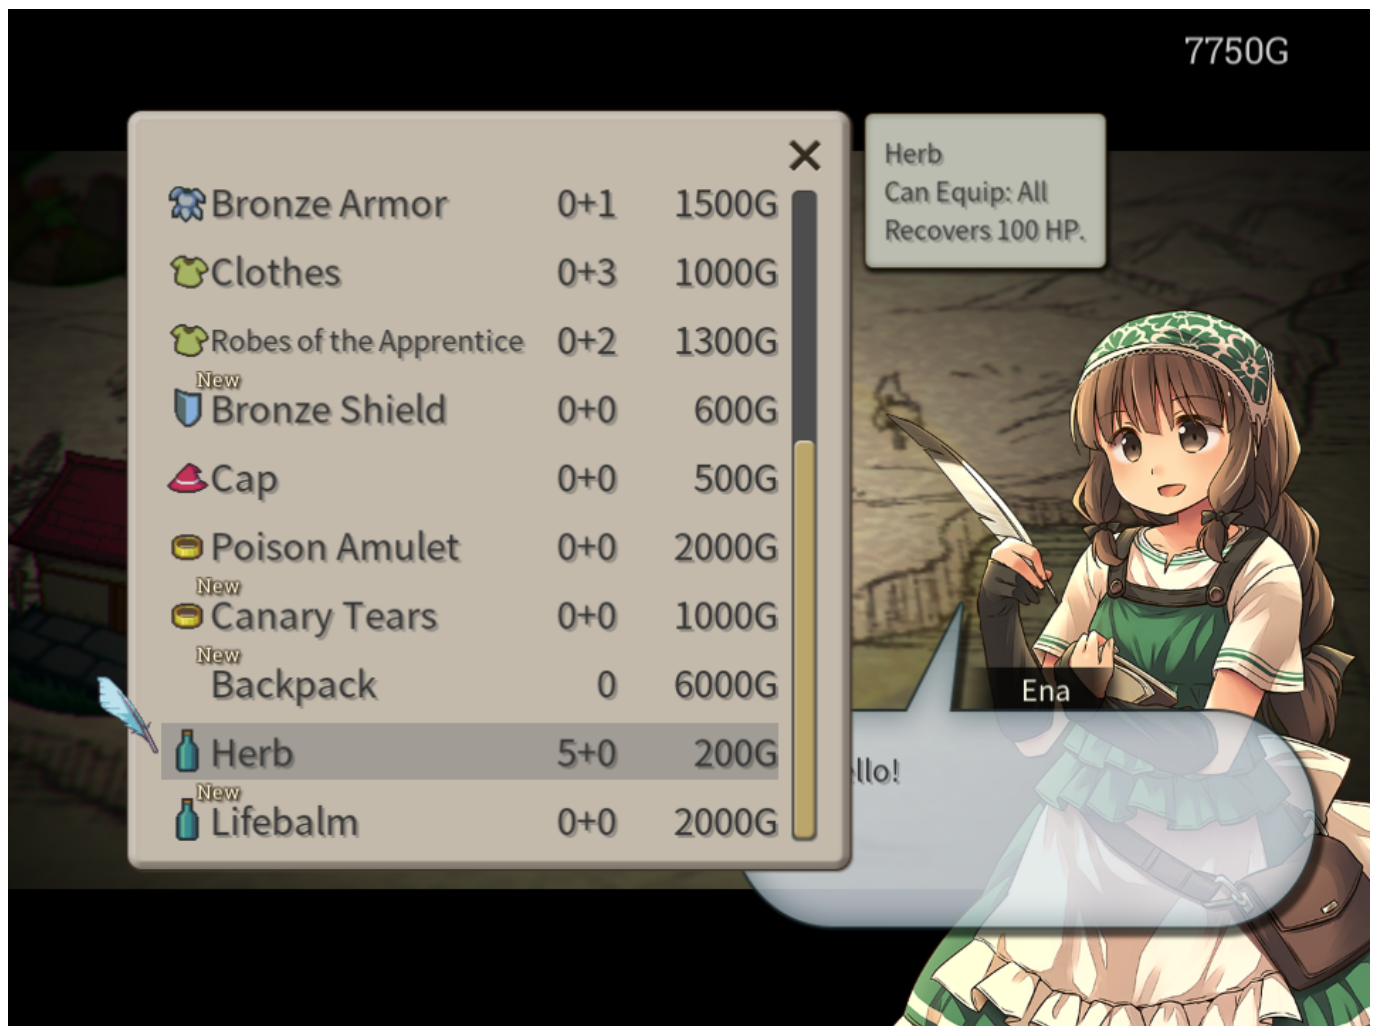 7750G
Bronze Armor 0+1 1500G
Clothes 0+3 1000G
Robes of the Apprentice 0+2 1300G
New
Bronze Shield 0+0 600G
Cap 0+0 500G
Poison Amulet 0+0 2000G
New
Canary Tears 0+0 1000G
New
Backpack 0 6000G
Herb 5+0 200G
New
Lifebalm 0+0 2000G
Herb
Can Equip: All
Recovers 100 HP.
Ena
llo!